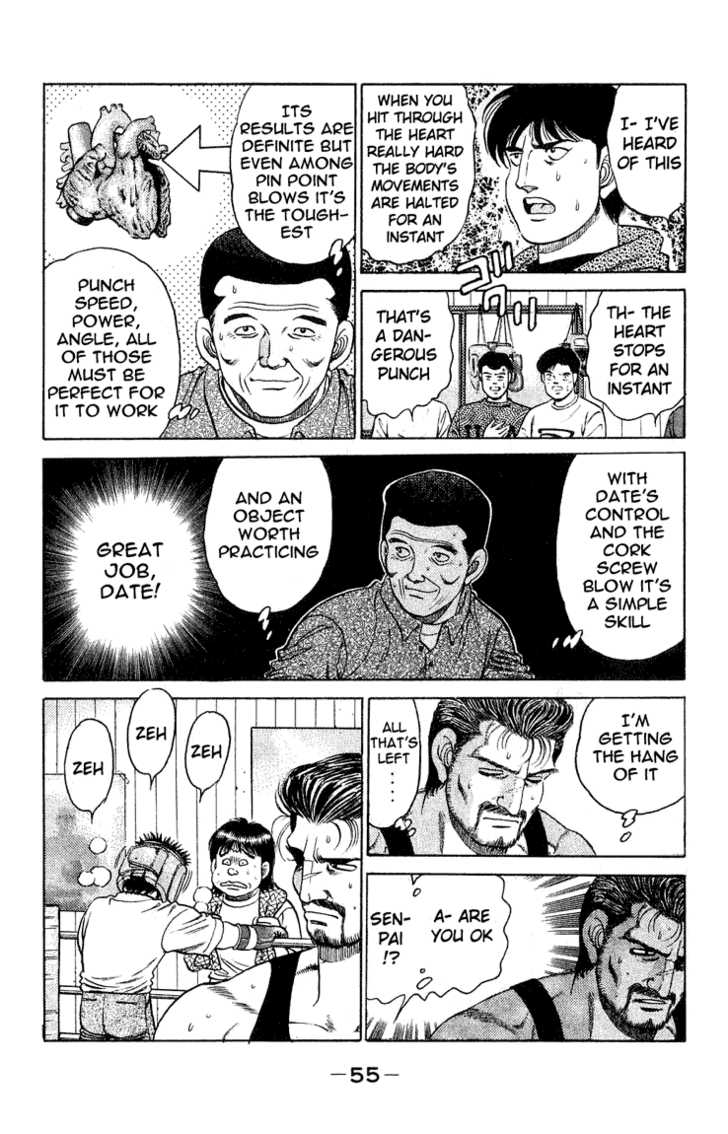 I- I'VE
HEARD
OF THIS
WHEN YOU
HIT THROUGH
THE HEART
REALLY HARD
THE BODY'S
MOVEMENTS
ARE HALTED
FOR AN
INSTANT
ITS
RESULTS ARE
DEFINITE BUT
EVEN AMONG
PIN POINT
BLOWS IT'S
THE TOUGH-
EST
PUNCH
SPEED,
POWER,
ANGLE, ALL
OF THOSE
MUST BE
PERFECT FOR
IT TO WORK
ゴクッ
TH- THE
HEART
STOPS
FOR AN
INSTANT
THAT'S
A DAN-
GEROUS
PUNCH
WITH
DATE'S
CONTROL
AND THE
CORK
SCREW
BLOW IT'S
A SIMPLE
SKILL
AND AN
OBJECT
WORTH
PRACTICING
GREAT
JOB,
DATE!
I'M
GETTING
THE HANG
OF IT
ALL
THAT'S
LEFT
....
A- ARE
YOU OK
SEN-
PAI
!?
ZEH
ZEH
ZEH
-55-